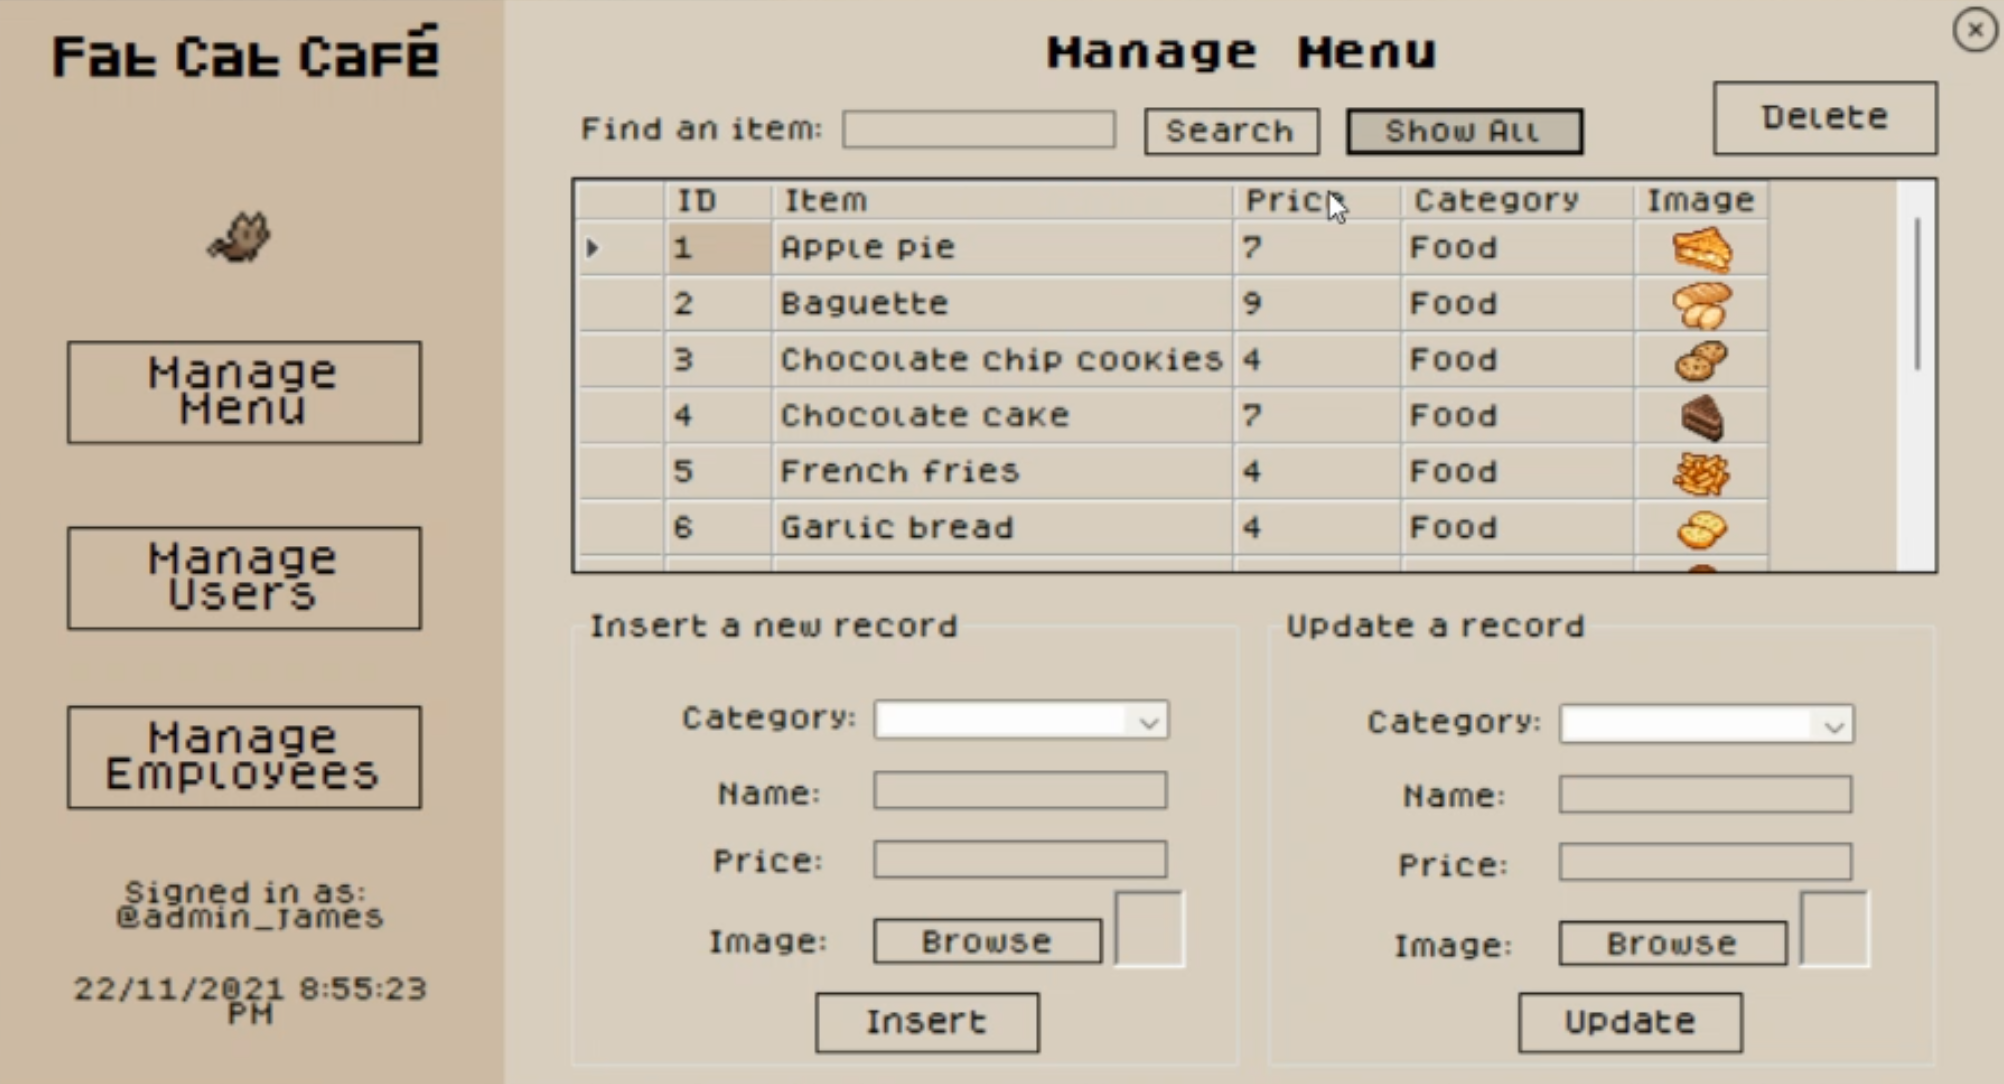 Fat Cat Café
Manage
Menu
Manage
Users
Manage
Employees
Signed in as:
@admin_james
22/11/2021 8:55:23
PM
Manage Menu
Find an item: Search Show All Delete
ID Item Price Category Image
1 Apple pie 7 Food
2 Baguette 9 Food
3 Chocolate chip cookies 4 Food
4 Chocolate cake 7 Food
5 French fries 4 Food
6 Garlic bread 4 Food
Insert a new record
Category:
Name:
Price:
Image: Browse
Insert
Update a record
Category:
Name:
Price:
Image: Browse
Update